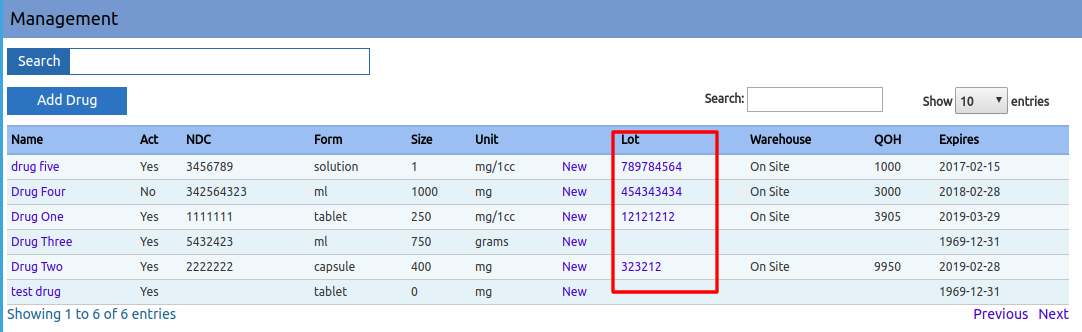 Management
Search
Add Drug Search: Show 10 entries
Name Act NDC Form Size Unit Lot Warehouse QOH Expires
drug five Yes 3456789 solution 1 mg/1cc New 789784564 On Site 1000 2017-02-15
Drug Four No 342564323 ml 1000 mg New 454343434 On Site 3000 2018-02-28
Drug One Yes 1111111 tablet 250 mg/1cc New 12121212 On Site 3905 2019-03-29
Drug Three Yes 5432423 ml 750 grams New 1969-12-31
Drug Two Yes 2222222 capsule 400 mg New 323212 On Site 9950 2019-02-28
test drug Yes tablet 0 mg New 1969-12-31
Showing 1 to 6 of 6 entries Previous Next